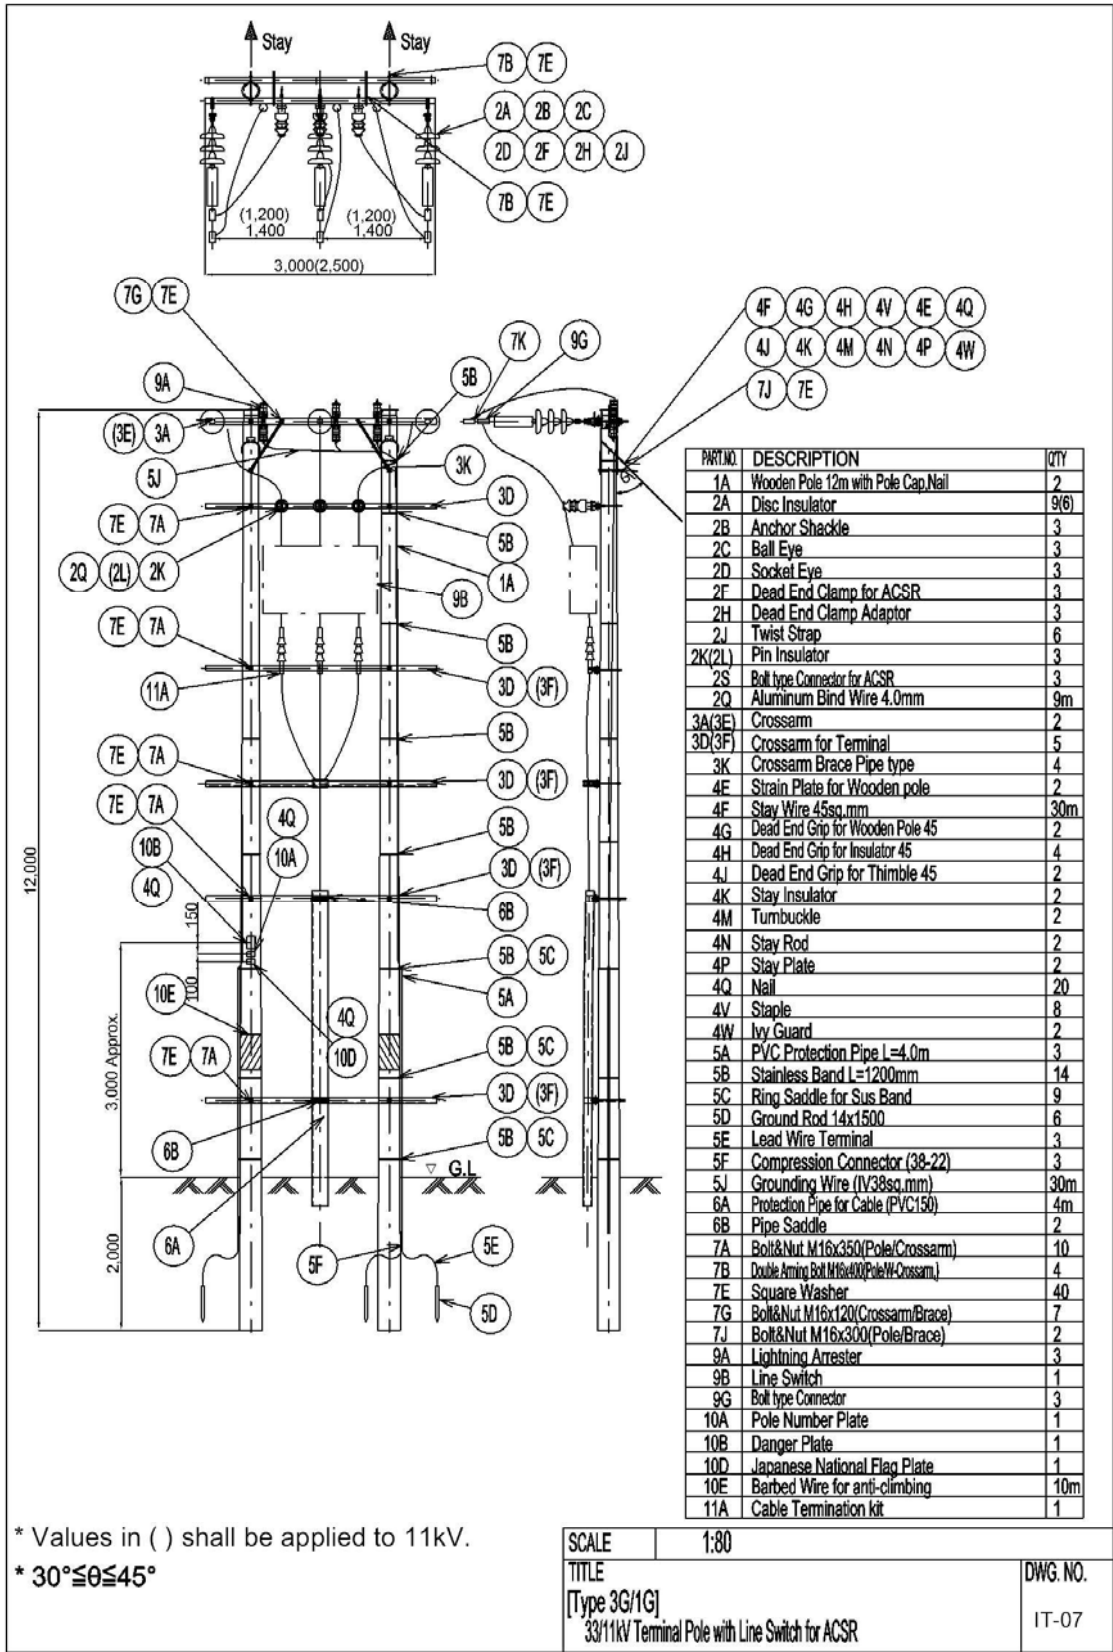 Stay Stay
7B 7E
2A 2B 2C
2D 2F 2H 2J
7B 7E
(1,200) (1,200)
1,400 1,400
3,000(2,500)
7G 7E
7K 9G
4F 4G 4H 4V 4E 4Q
4J 4K 4M 4N 4P 4W
7J 7E
9A 5B
(3E) 3A
5J 3K
7E 7A 3D
5B
2Q (2L) 2K 1A
9B
7E 7A 5B
11A 3D (3F)
5B
7E 7A 3D (3F)
7E 7A 4Q 5B
10B 10A 3D (3F)
4Q 6B
12,000
150
100
3,000 Approx.
2,000
5B 5C
10E 5A
4Q
7E 7A 10D 5B 5C
3D (3F)
6B 5B 5C
G.L
6A 5F 5E
5D
θ
PART.NO. DESCRIPTION Q'TY
1A Wooden Pole 12m with Pole Cap,Nail 2
2A Disc Insulator 9(6)
2B Anchor Shackle 3
2C Ball Eye 3
2D Socket Eye 3
2F Dead End Clamp for ACSR 3
2H Dead End Clamp Adaptor 3
2J Twist Strap 6
2K(2L) Pin Insulator 3
2S Bolt type Connector for ACSR 3
2Q Aluminum Bind Wire 4.0mm 9m
3A(3E) Crossarm 2
3D(3F) Crossarm for Terminal 5
3K Crossarm Brace Pipe type 4
4E Strain Plate for Wooden pole 2
4F Stay Wire 45sq.mm 30m
4G Dead End Grip for Wooden Pole 45 2
4H Dead End Grip for Insulator 45 4
4J Dead End Grip for Thimble 45 2
4K Stay Insulator 2
4M Turnbuckle 2
4N Stay Rod 2
4P Stay Plate 2
4Q Nail 20
4V Staple 8
4W Ivy Guard 2
5A PVC Protection Pipe L=4.0m 3
5B Stainless Band L=1200mm 14
5C Ring Saddle for Sus Band 9
5D Ground Rod 14x1500 6
5E Lead Wire Terminal 3
5F Compression Connector (38-22) 3
5J Grounding Wire (IV38sq.mm) 30m
6A Protection Pipe for Cable (PVC150) 4m
6B Pipe Saddle 2
7A Bolt&Nut M16x350(Pole/Crossarm) 10
7B Double Arming Bolt M16x400(Pole/W-Crossarm,) 4
7E Square Washer 40
7G Bolt&Nut M16x120(Crossarm/Brace) 7
7J Bolt&Nut M16x300(Pole/Brace) 2
9A Lightning Arrester 3
9B Line Switch 1
9G Bolt type Connector 3
10A Pole Number Plate 1
10B Danger Plate 1
10D Japanese National Flag Plate 1
10E Barbed Wire for anti-climbing 10m
11A Cable Termination kit 1
* Values in ( ) shall be applied to 11kV.
* 30°≦θ≦45°
SCALE 1:80
TITLE DWG. NO.
[Type 3G/1G]
33/11kV Terminal Pole with Line Switch for ACSR
IT-07